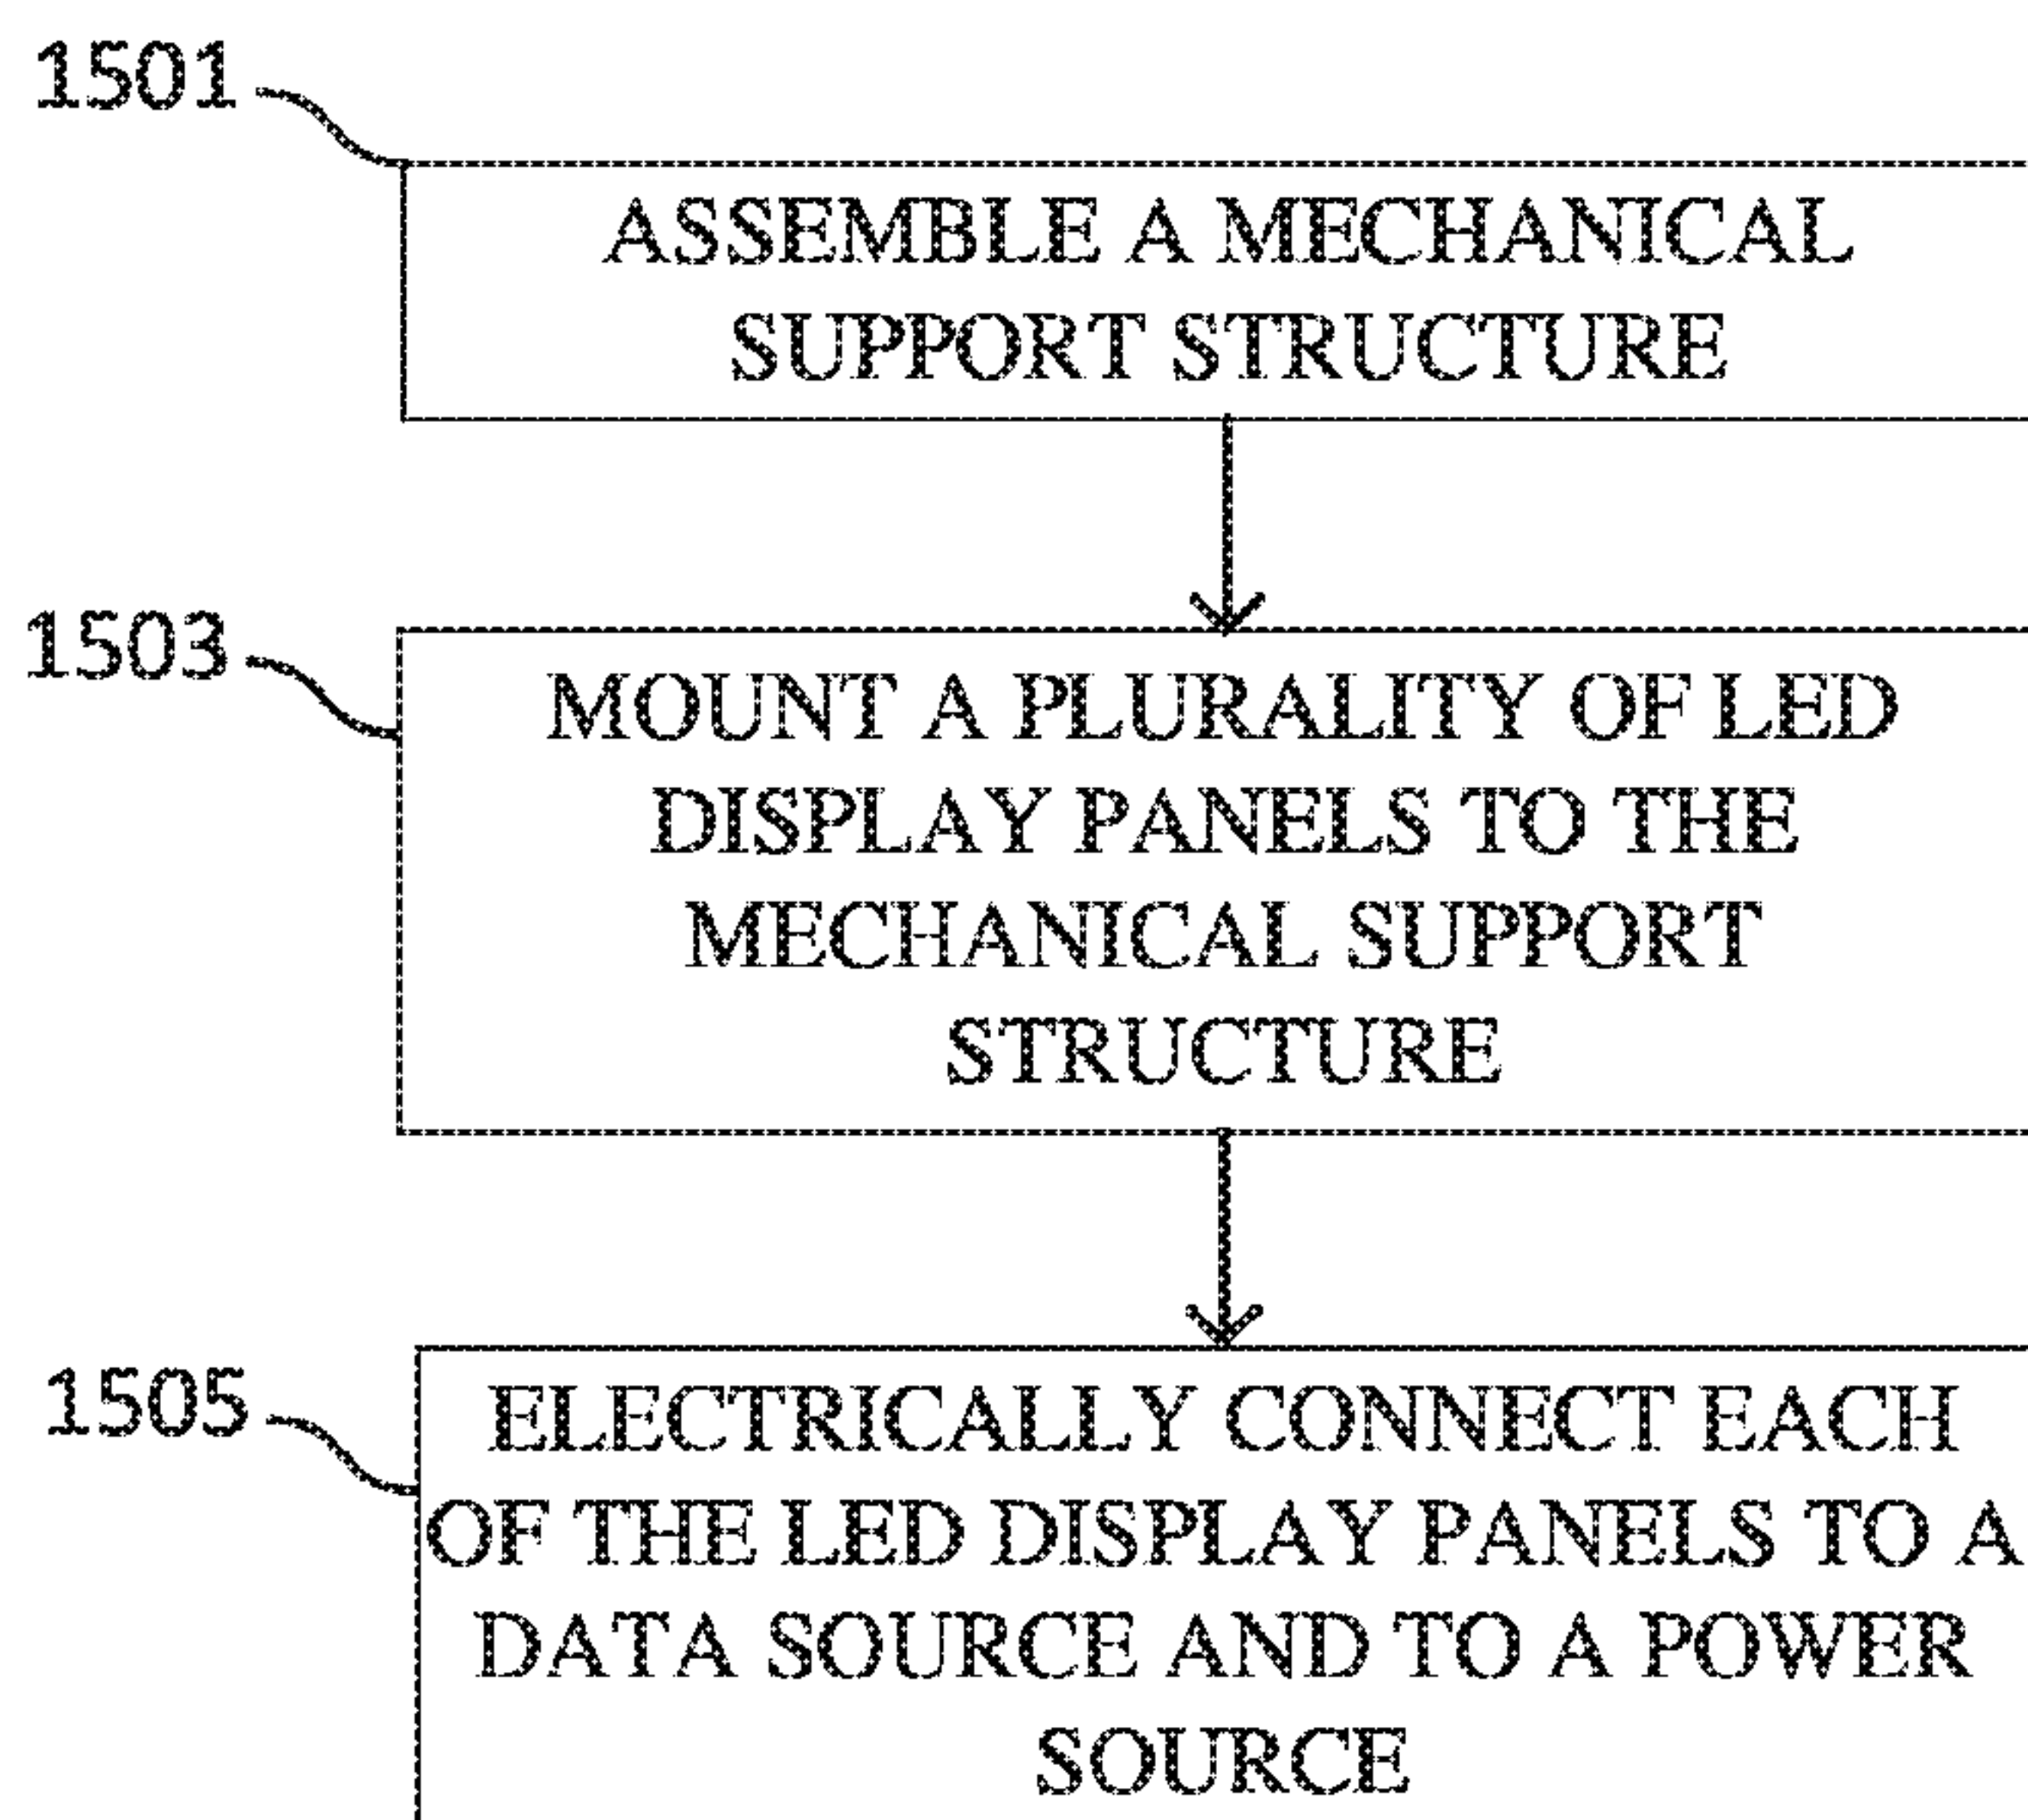 1501
ASSEMBLE A MECHANICAL
SUPPORT STRUCTURE
1503
MOUNT A PLURALITY OF LED
DISPLAY PANELS TO THE
MECHANICAL SUPPORT
STRUCTURE
1505
ELECTRICALLY CONNECT EACH
OF THE LED DISPLAY PANELS TO A
DATA SOURCE AND TO A POWER
SOURCE